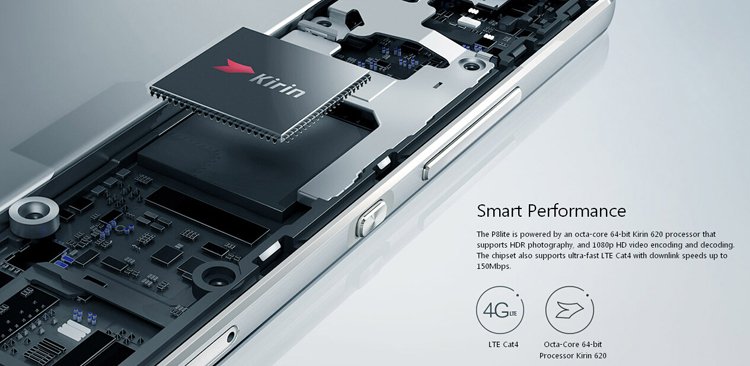 Kirin
Smart Performance
The P8lite is powered by an octa-core 64-bit Kirin 620 processor that
supports HDR photography, and 1080p HD video encoding and decoding.
The chipset also supports ultra-fast LTE Cat4 with downlink speeds up to
150Mbps.
4G LTE
LTE Cat4
Octa-Core 64-bit
Processor Kirin 620